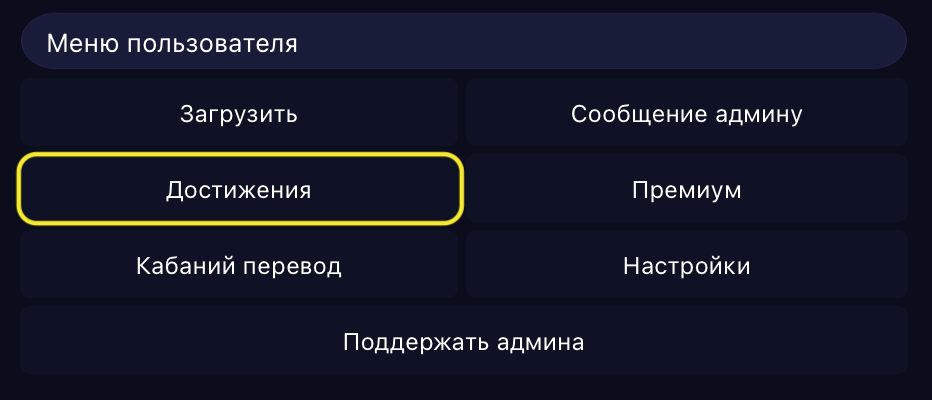 Меню пользователя
Загрузить
Сообщение админу
Достижения
Премиум
Кабаний перевод
Настройки
Поддержать админа